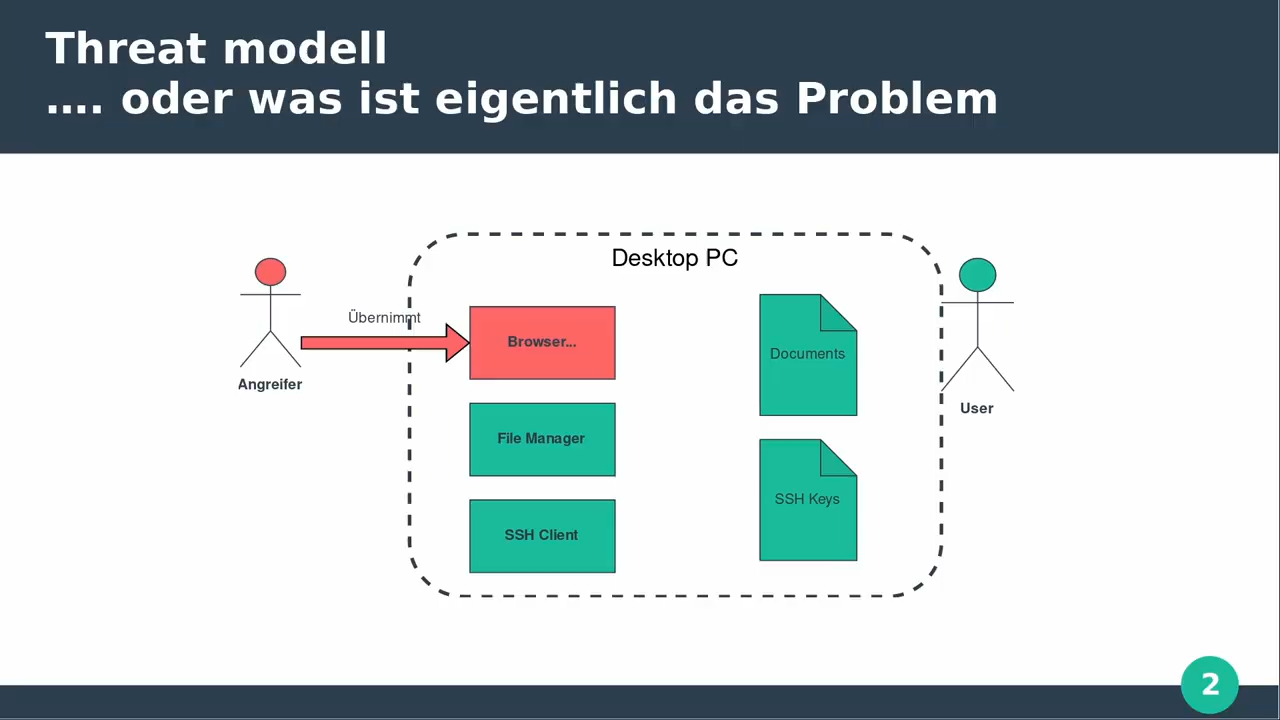 Threat modell
.... oder was ist eigentlich das Problem
Desktop PC
Übernimmt
Browser...
Documents
Angreifer
User
File Manager
SSH Keys
SSH Client
2